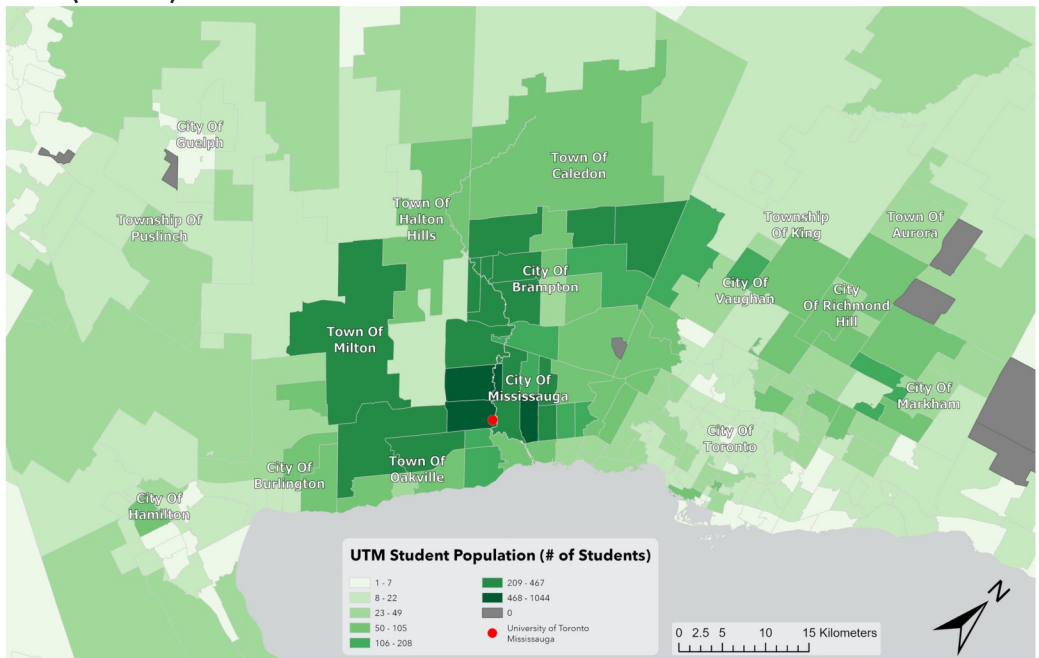 City Of
Guelph
Town Of
Caledon
Township Of
Puslinch
Town Of
Halton
Hills
Township
Of King
Town Of
Aurora
City Of
Brampton
City Of
Vaughan
City
Of Richmond
Hill
Town Of
Milton
City Of
Mississauga
City Of
Markham
City Of
Toronto
City Of
Burlington
Town Of
Oakville
City Of
Hamilton
UTM Student Population (# of Students)
1 - 7
8 - 22
23 - 49
50 - 105
106 - 208
209 - 467
468 - 1044
0
University of Toronto
Mississauga
N
0 2.5 5 10 15 Kilometers